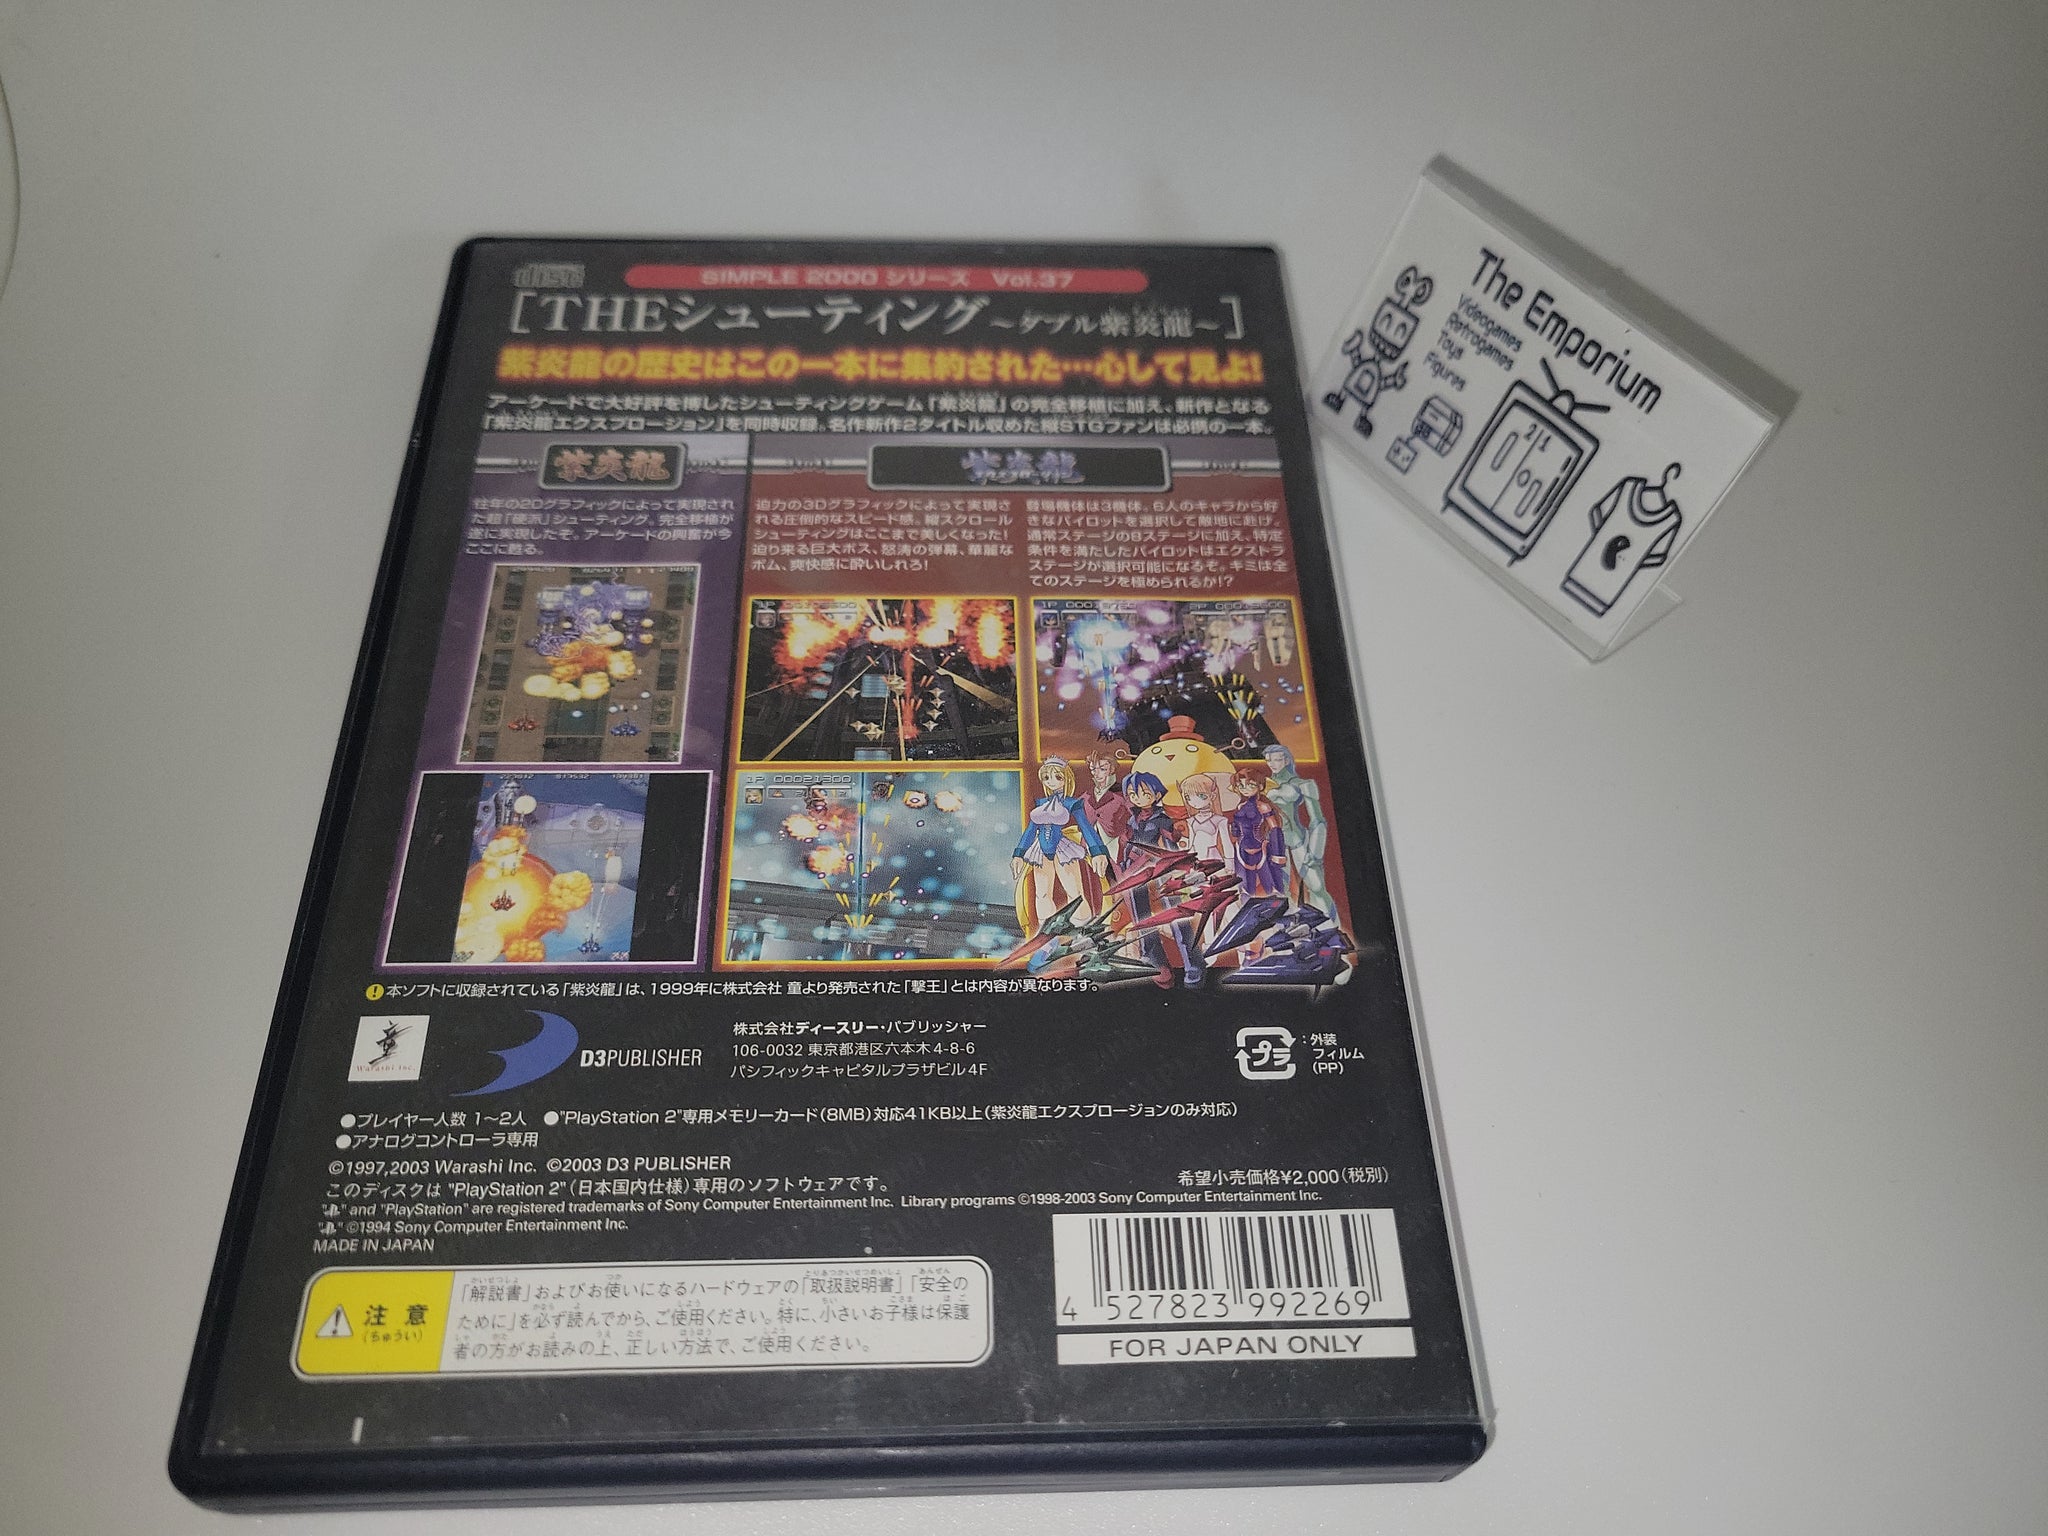 disc
SIMPLE 2000 シリーズ Vol.37
[THEシューティング ～ダブル紫炎龍～]
紫炎龍の歴史はこの一本に集約された…心して見よ!
アーケードで大好評を博したシューティングゲーム「紫炎龍」の完全移植に加え、新作となる
「紫炎龍エクスプロージョン」を同時収録。名作新作2タイトル収めた縦STGファンは必携の一本。
紫炎龍
往年の2Dグラフィックによって実現され
た超「硬派」シューティング。完全移植が
遂に実現したぞ。アーケードの興奮が今
ここに甦る。
紫炎龍
迫力の3Dグラフィックによって実現さ
れる圧倒的なスピード感。縦スクロール
シューティングはここまで美しくなった!
迫り来る巨大ボス、怒涛の弾幕、華麗な
ボム、爽快感に酔いしれろ!
登場機体は3機体。6人のキャラから好
きなパイロットを選択して敵地に赴け。
通常ステージの8ステージに加え、特定
条件を満たしたパイロットはエクストラ
ステージが選択可能になるぞ。キミは全
てのステージを極められるか!?
1P 00021300
!本ソフトに収録されている「紫炎龍」は、1999年に株式会社 童より発売された「撃王」とは内容が異なります。
童
Warashi Inc.
D3PUBLISHER
株式会社ディースリー・パブリッシャー
106-0032 東京都港区六本木4-8-6
パシフィックキャピタルプラザビル4F
プラ
:外装
フィルム
(PP)
●プレイヤー人数 1～2人 ●"PlayStation 2"専用メモリーカード(8MB)対応41KB以上(紫炎龍エクスプロージョンのみ対応)
●アナログコントローラ専用
©1997,2003 Warashi Inc. ©2003 D3 PUBLISHER
希望小売価格¥2,000(税別)
このディスクは "PlayStation 2"(日本国内仕様)専用のソフトウェアです。
" " and "PlayStation" are registered trademarks of Sony Computer Entertainment Inc. Library programs ©1998-2003 Sony Computer Entertainment Inc.
" " ©1994 Sony Computer Entertainment Inc.
MADE IN JAPAN
注意
(ちゅうい)
「解説書」およびお使いになるハードウェアの「取扱説明書」「安全の
ために」を必ず読んでから、ご使用ください。特に、小さいお子様は保護
者の方がお読みの上、正しい方法で、ご使用ください。
4 527823 992269
FOR JAPAN ONLY
The Emporium
Videogames
Retrogames
Toys
Figures
21